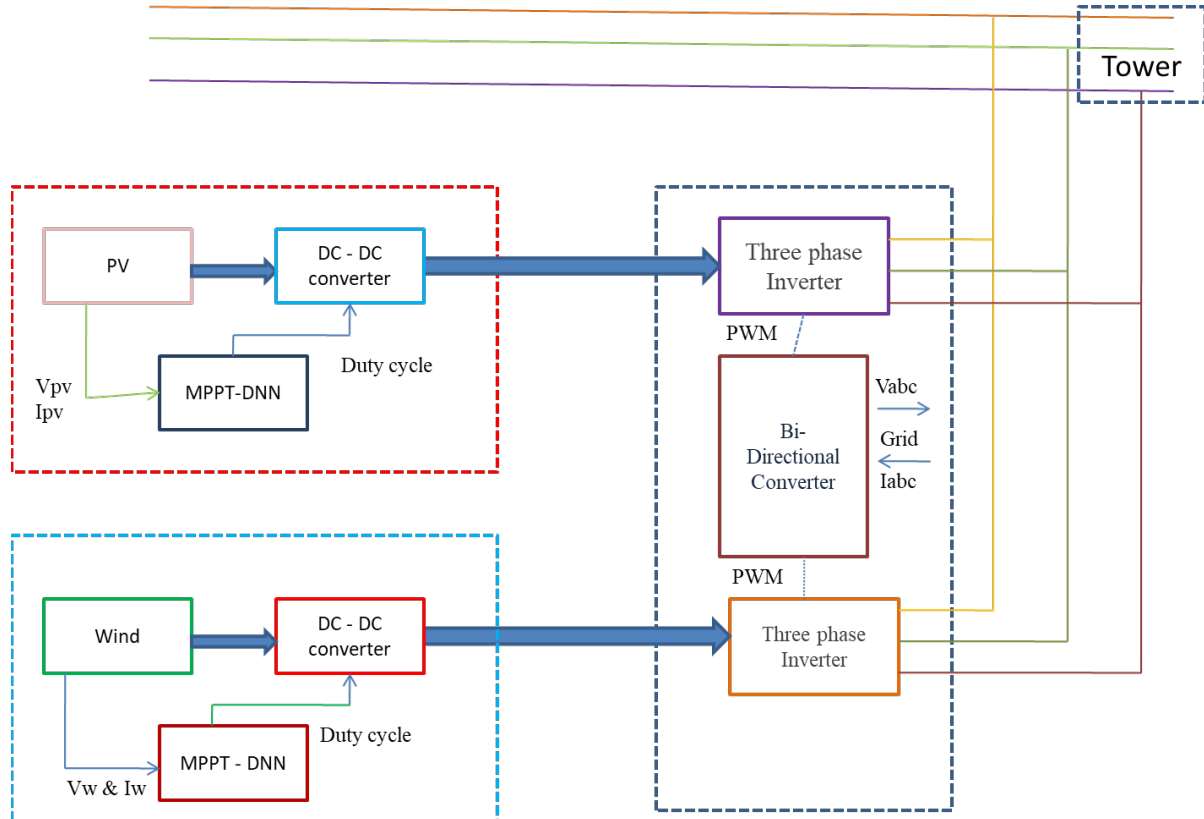 Tower
PV
DC - DC
converter
Three phase
Inverter
PWM
Duty cycle
MPPT-DNN
Vpv
Ipv
Bi-
Directional
Converter
Vabc
Grid
Iabc
PWM
Wind
DC - DC
converter
Three phase
Inverter
Duty cycle
MPPT - DNN
Vw & Iw